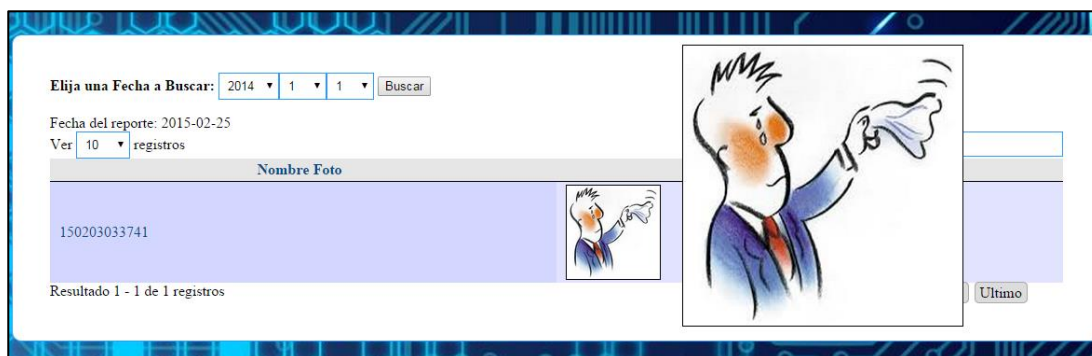 Elija una Fecha a Buscar: 2014 1 1 Buscar
Fecha del reporte: 2015-02-25
Ver 10 registros
Nombre Foto
150203033741
Resultado 1 - 1 de 1 registros
Ultimo